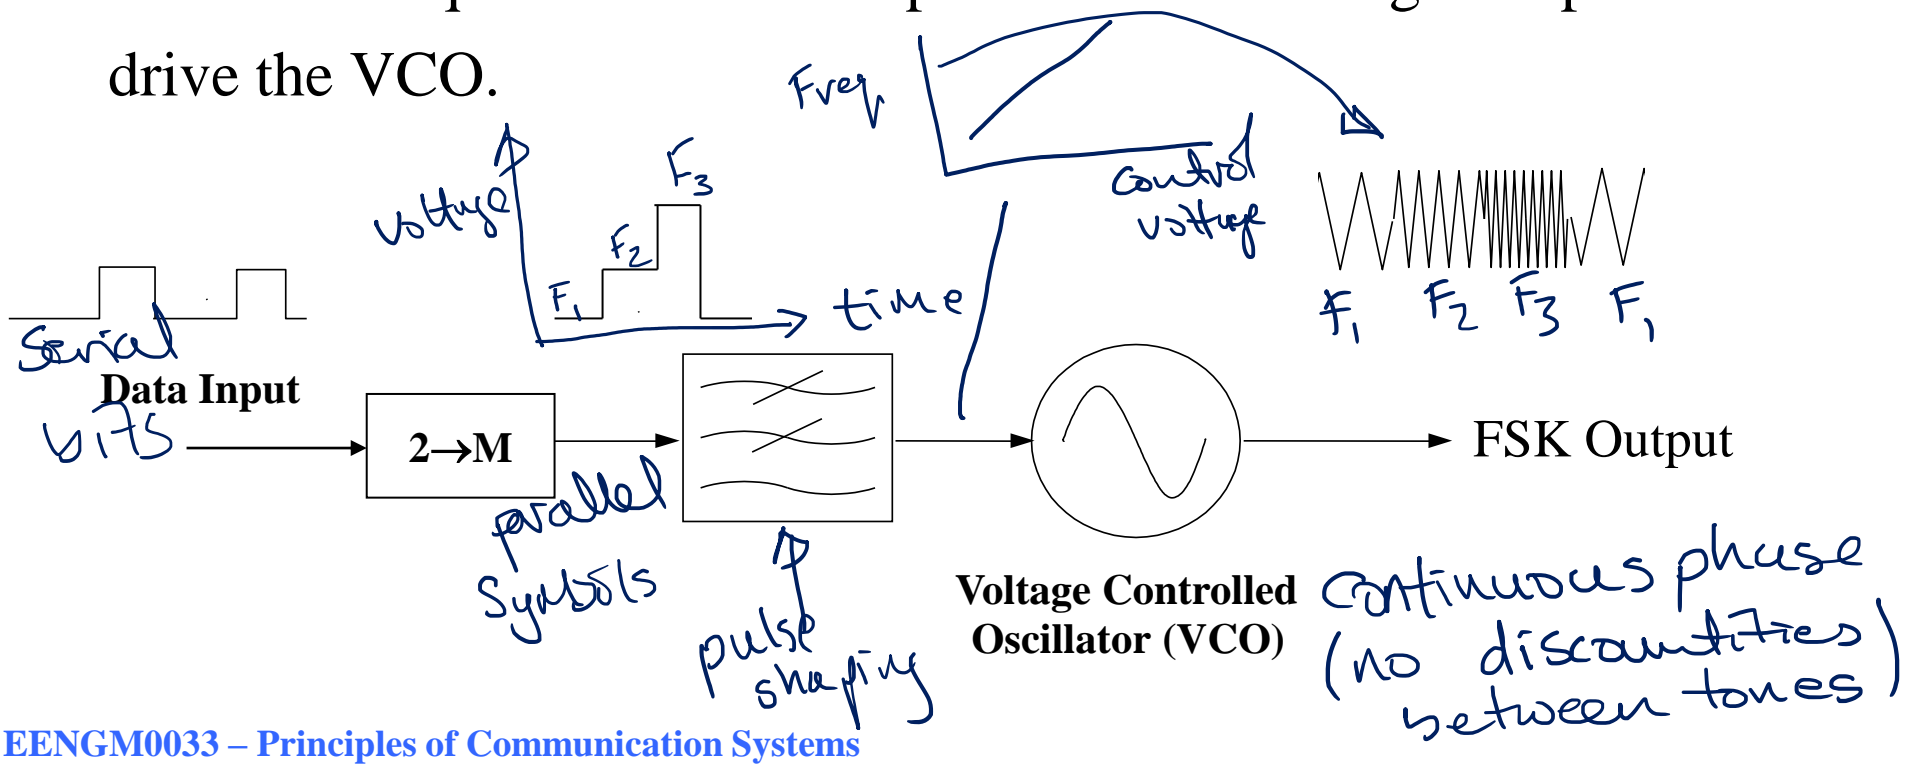 drive the VCO.
Freq
control
voltage
voltage
F1
F2
F3
time
F1 F2 F3 F1
serial
Data Input
bits
2→M
parallel
symbols
pulse
shaping
Voltage Controlled
Oscillator (VCO)
FSK Output
continuous phase
(no discountities
between tones)
EENGM0033 – Principles of Communication Systems